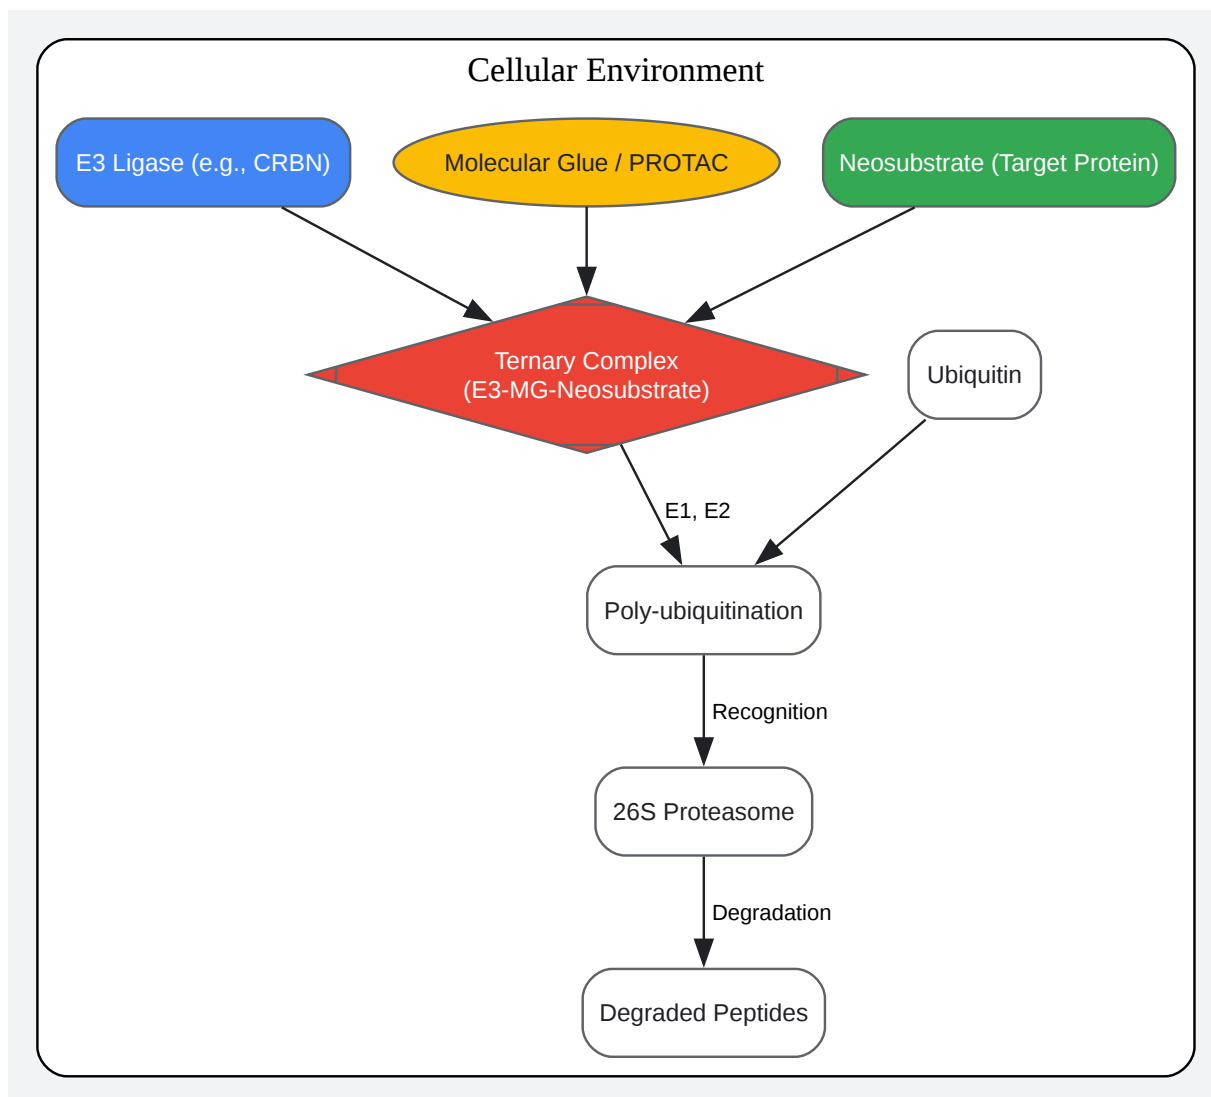 Cellular Environment
E3 Ligase (e.g., CRBN)
Molecular Glue / PROTAC
Neosubstrate (Target Protein)
Ternary Complex
(E3-MG-Neosubstrate)
Ubiquitin
E1, E2
Poly-ubiquitination
Recognition
26S Proteasome
Degradation
Degraded Peptides